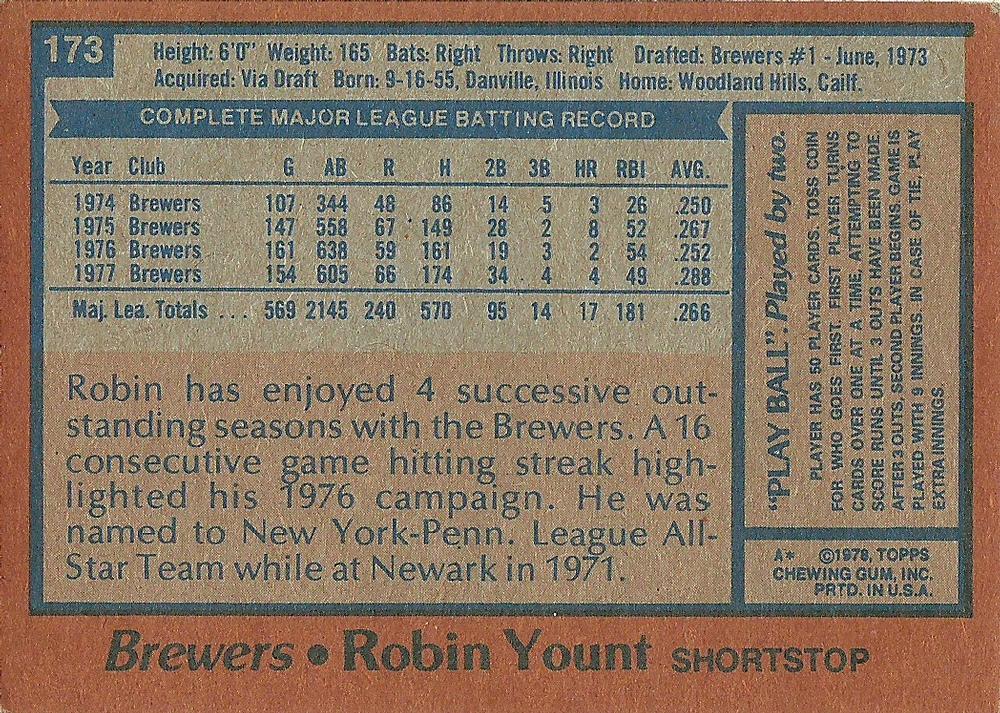 173
Height: 6'0" Weight: 165 Bats: Right Throws: Right Drafted: Brewers #1 - June, 1973
Acquired: Via Draft Born: 9-16-55, Danville, Illinois Home: Woodland Hills, Cailf.
COMPLETE MAJOR LEAGUE BATTING RECORD
Year Club G AB R H 2B 3B HR RBI AVG.
1974 Brewers 107 344 48 86 14 5 3 26 .250
1975 Brewers 147 558 67 149 28 2 8 52 .267
1976 Brewers 161 638 59 161 19 3 2 54 .252
1977 Brewers 154 605 66 174 34 4 4 49 .288
Maj. Lea. Totals ... 569 2145 240 570 95 14 17 181 .266
Robin has enjoyed 4 successive out-
standing seasons with the Brewers. A 16
consecutive game hitting streak high-
lighted his 1976 campaign. He was
named to New York-Penn. League All-
Star Team while at Newark in 1971.
"PLAY BALL". Played by two.
PLAYER HAS 50 PLAYER CARDS. TOSS COIN
FOR WHO GOES FIRST. FIRST PLAYER TURNS
CARDS OVER ONE AT A TIME, ATTEMPTING TO
SCORE RUNS UNTIL 3 OUTS HAVE BEEN MADE.
AFTER 3 OUTS, SECOND PLAYER BEGINS. GAME IS
PLAYED WITH 9 INNINGS. IN CASE OF TIE, PLAY
EXTRA INNINGS.
A* ©1978, TOPPS
CHEWING GUM, INC.
PRTD. IN U.S.A.
Brewers • Robin Yount SHORTSTOP